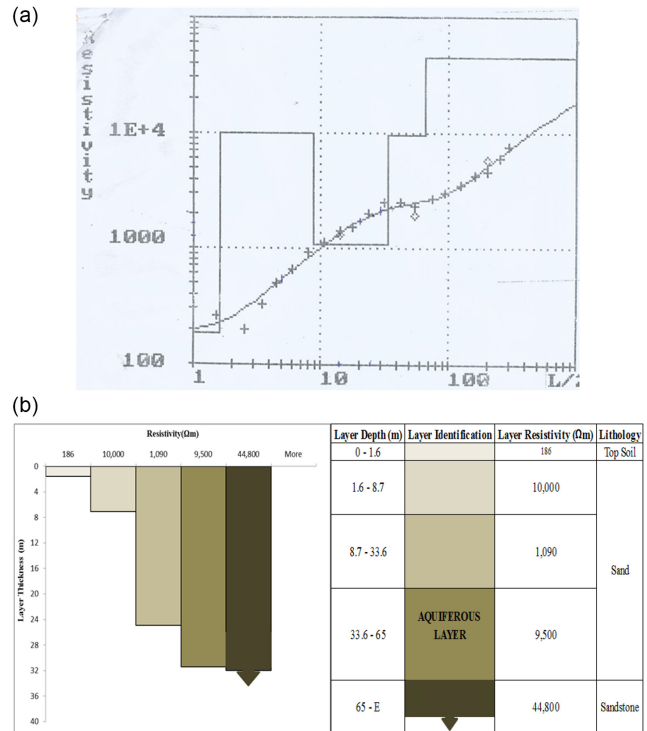 (a)
Resistivity
1E+4
1000
100
1 10 100 L/2
(b)
Resistivity(Ωm)
186 10,000 1,090 9,500 44,800 More
Layer Thickness (m)
0
4
8
12
16
20
24
28
32
36
40
Layer Depth (m) Layer Identification Layer Resistivity (Ωm) Lithology
0 - 1.6 186 Top Soil
1.6 - 8.7 10,000
8.7 - 33.6 1,090
Sand
33.6 - 65 AQUIFEROUS LAYER 9,500
65 - E 44,800 Sandstone